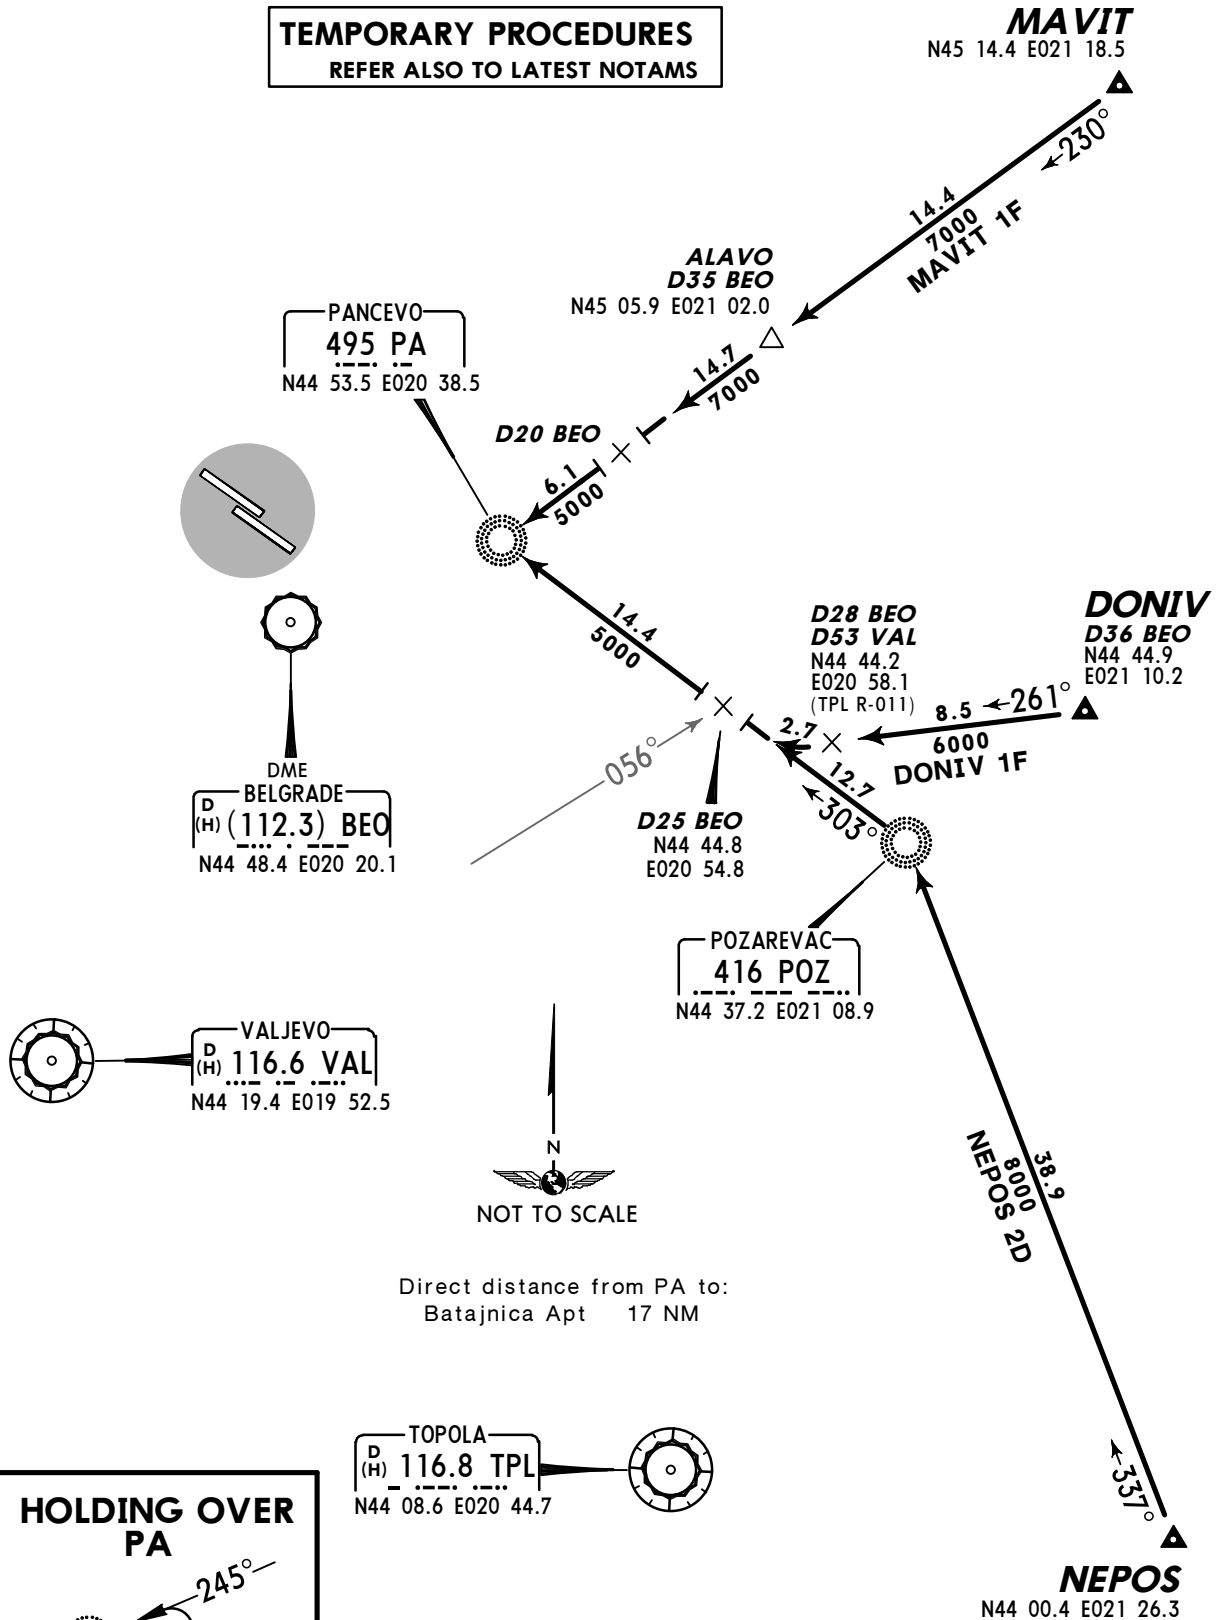 TEMPORARY PROCEDURES
REFER ALSO TO LATEST NOTAMS
MAVIT
N45 14.4 E021 18.5
230°
14.4
7000
MAVIT 1F
ALAVO
D35 BEO
N45 05.9 E021 02.0
14.7
7000
PANCEVO
495 PA
N44 53.5 E020 38.5
D20 BEO
6.1
5000
14.4
5000
D28 BEO
D53 VAL
N44 44.2
E020 58.1
(TPL R-011)
DONIV
D36 BEO
N44 44.9
E021 10.2
261°
8.5
6000
DONIV 1F
2.7
12.7
303°
056°
D25 BEO
N44 44.8
E020 54.8
DME
BELGRADE
D
(H) (112.3) BEO
N44 48.4 E020 20.1
POZAREVAC
416 POZ
N44 37.2 E021 08.9
VALJEVO
D
(H) 116.6 VAL
N44 19.4 E019 52.5
N
NOT TO SCALE
38.9
8000
NEPOS 2D
Direct distance from PA to:
Batajnica Apt 17 NM
TOPOLA
D
(H) 116.8 TPL
N44 08.6 E020 44.7
337°
NEPOS
N44 00.4 E021 26.3
HOLDING OVER
PA
245°